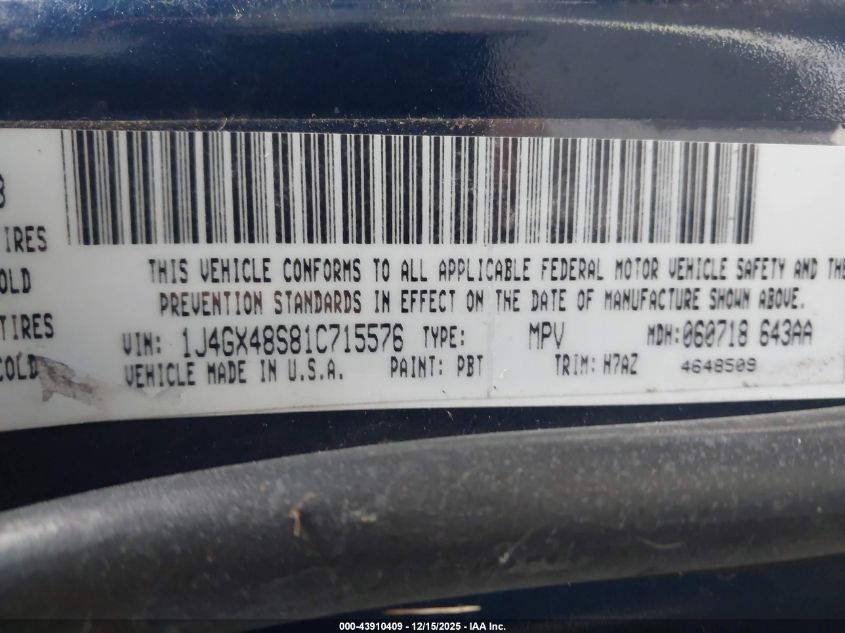 8
IRES
OLD
TIRES
COLD
THIS VEHICLE CONFORMS TO ALL APPLICABLE FEDERAL MOTOR VEHICLE SAFETY AND THE
PREVENTION STANDARDS IN EFFECT ON THE DATE OF MANUFACTURE SHOWN ABOVE.
VIN: 1J4GX48S81C715576 TYPE: MPV MDH:060718 643AA
VEHICLE MADE IN U.S.A. PAINT: PBT TRIM: H7AZ 4648509
000-43910409 - 12/15/2025 - IAA Inc.